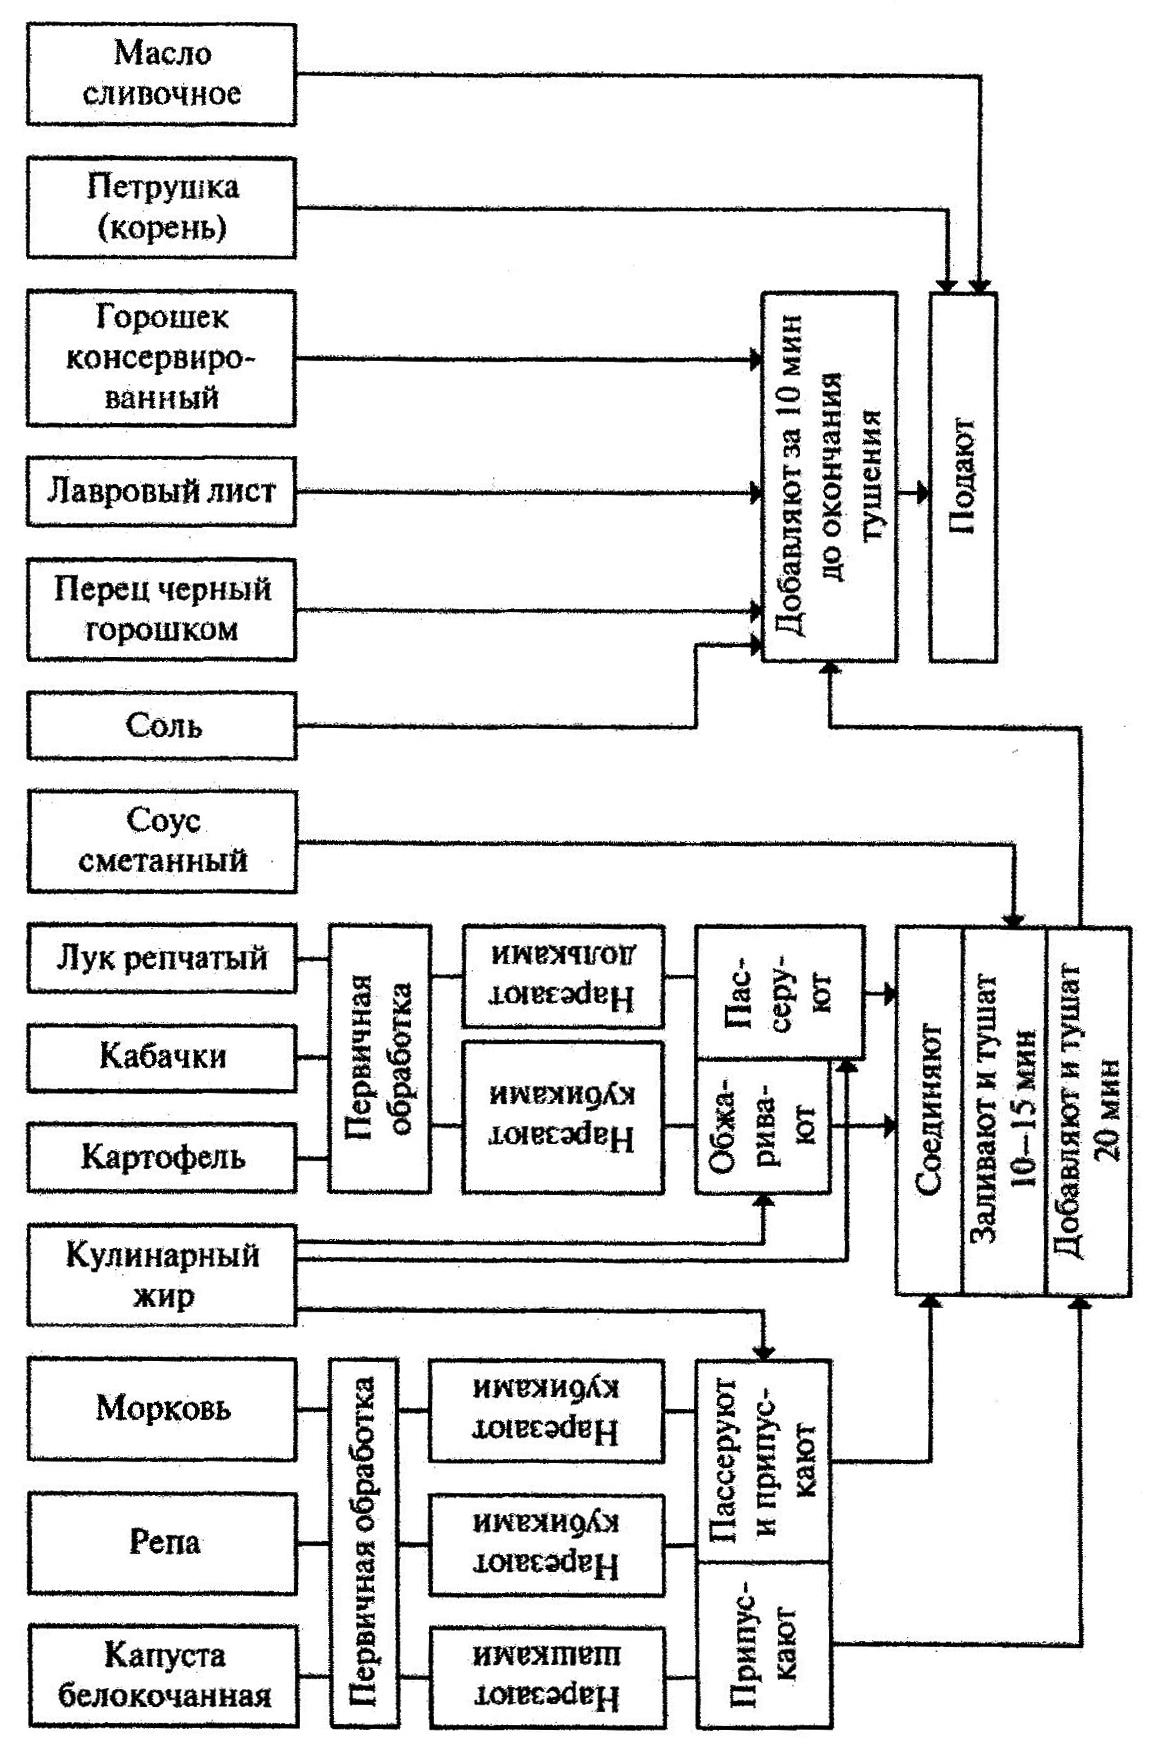 Масло
сливочное
Петрушка
(корень)
Горошек
консервиро-
ванный
Лавровый лист
Перец черный
горошком
Соль
Соус
сметанный
Лук репчатый
Кабачки
Картофель
Кулинарный
жир
Морковь
Репа
Капуста
белокочанная
Первичная
обработка
Первичная обработка
Нарезают
дольками
Нарезают
кубиками
Нарезают
кубиками
Нарезают
кубиками
Нарезают
шашками
Пас-
серу-
ют
Обжа-
рива-
ют
Пассеруют
и припус-
кают
Припус-
кают
Соединяют
Заливают и тушат
10–15 мин
Добавляют и тушат
20 мин
Добавляют за 10 мин
до окончания
тушения
Подают